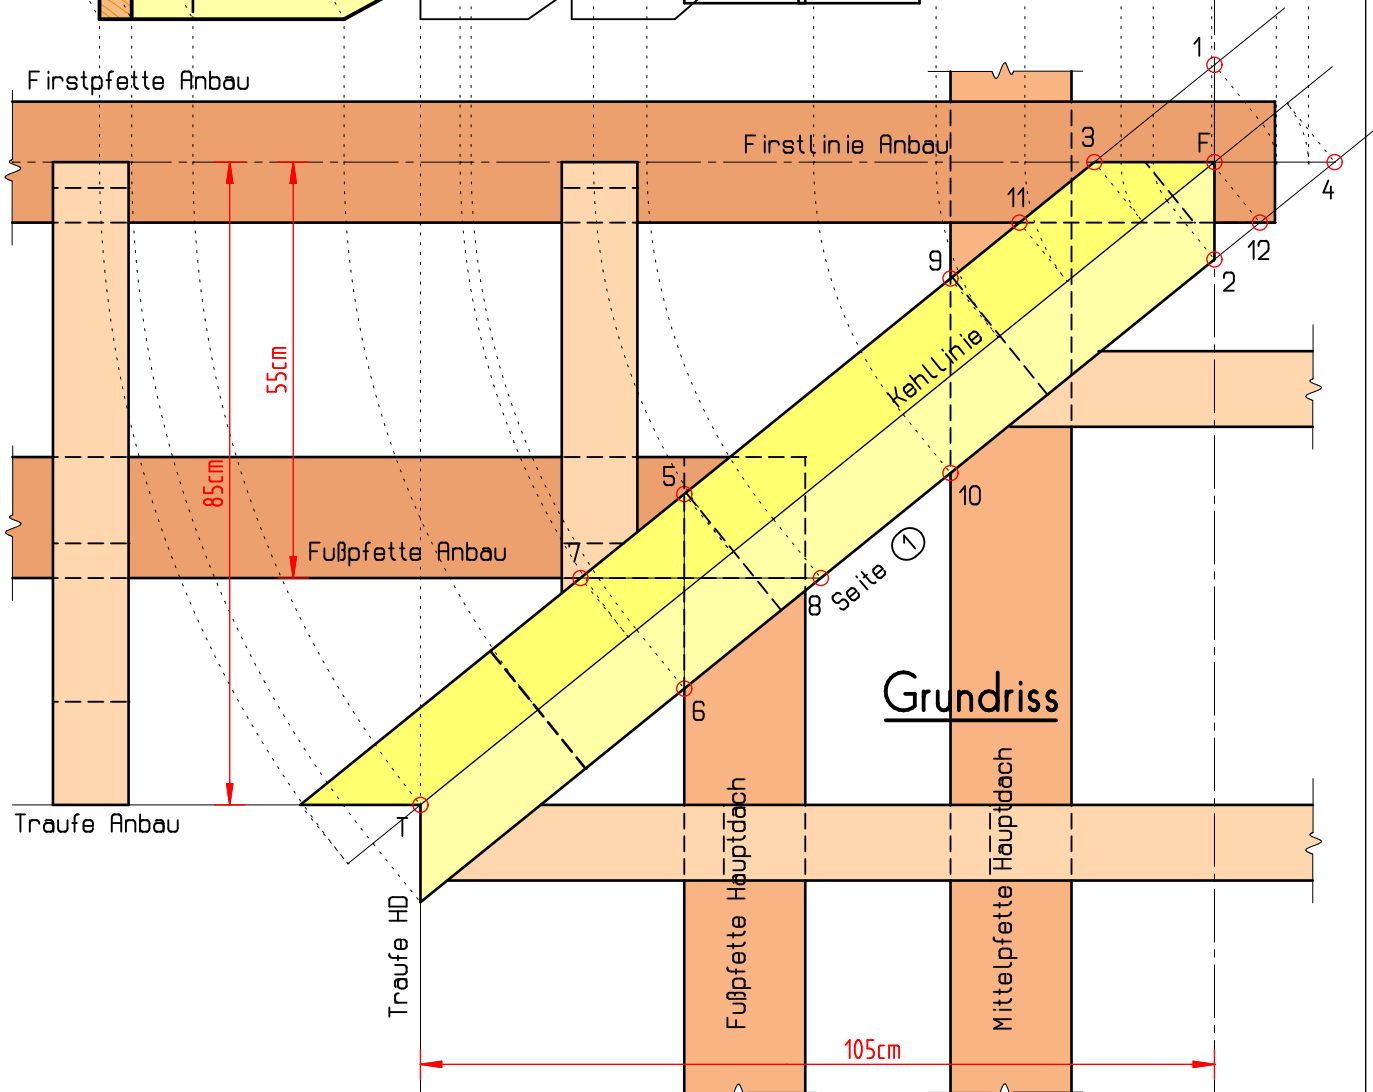 Firstpfette Anbau
1
Firstlinie Anbau
3
F
4
11
12
9
2
55cm
Kehllinie
85cm
5
10
Fußpfette Anbau
7
8
Seite 1
6
Grundriss
T
Traufe Anbau
Traufe HD
Fußpfette Hauptdach
Mittelpfette Hauptdach
105cm